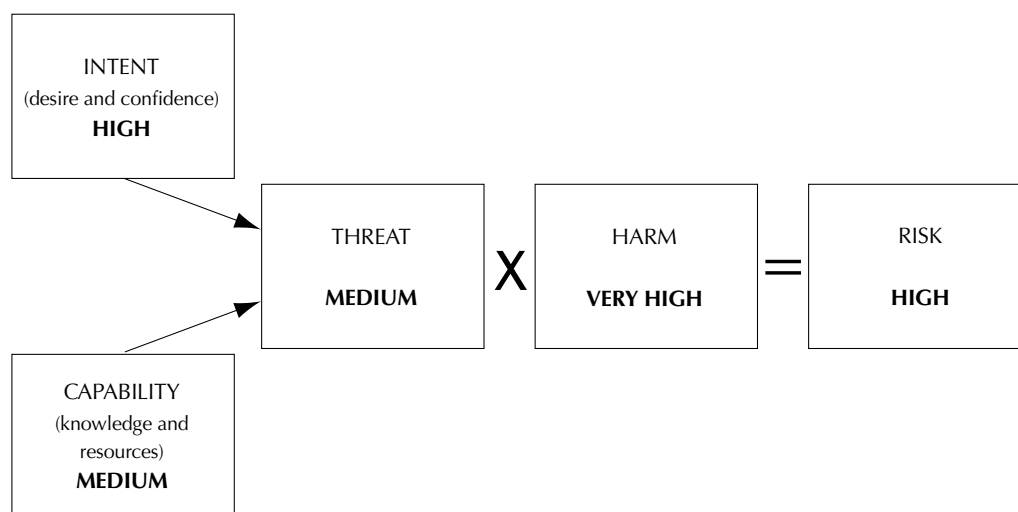 INTENT
(desire and confidence)
HIGH
CAPABILITY
(knowledge and
resources)
MEDIUM
THREAT
MEDIUM
X
HARM
VERY HIGH
=
RISK
HIGH